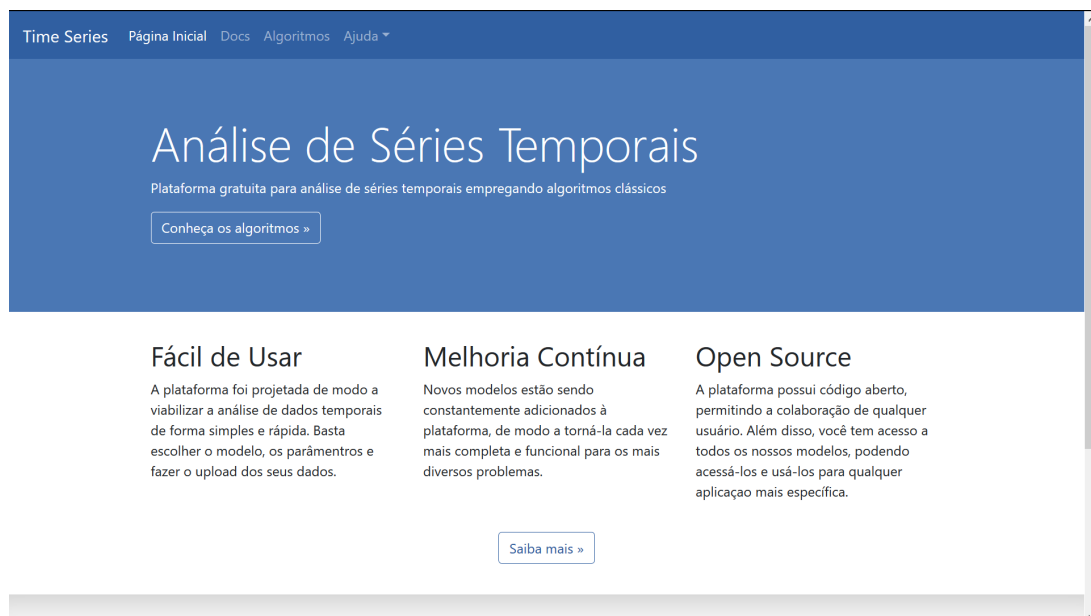 Time Series Página Inicial Docs Algoritmos Ajuda
Análise de Séries Temporais
Plataforma gratuita para análise de séries temporais empregando algoritmos clássicos
Conheça os algoritmos »
Fácil de Usar
A plataforma foi projetada de modo a
viabilizar a análise de dados temporais
de forma simples e rápida. Basta
escolher o modelo, os parâmentros e
fazer o upload dos seus dados.
Melhoria Contínua
Novos modelos estão sendo
constantemente adicionados à
plataforma, de modo a torná-la cada vez
mais completa e funcional para os mais
diversos problemas.
Open Source
A plataforma possui código aberto,
permitindo a colaboração de qualquer
usuário. Além disso, você tem acesso a
todos os nossos modelos, podendo
acessá-los e usá-los para qualquer
aplicaçao mais específica.
Saiba mais »